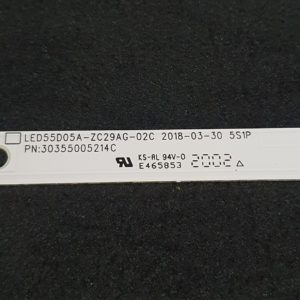 LED55D05A-ZC29AG-02C 2018-03-30 5S1P
PN:30355005214C
KS-RL 94V-0
E465853 2002